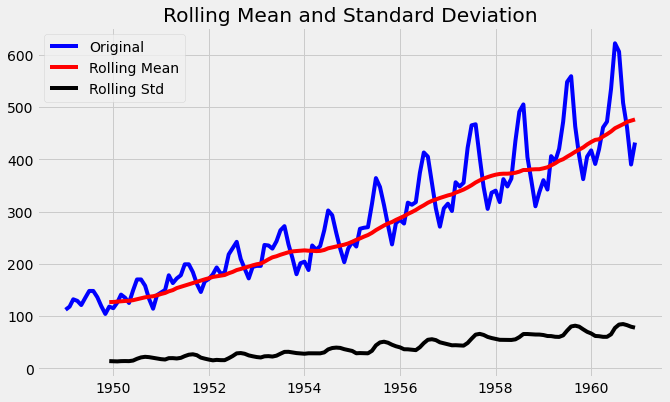 Rolling Mean and Standard Deviation
Original
Rolling Mean
Rolling Std
600
500
400
300
200
100
0
1950 1952 1954 1956 1958 1960